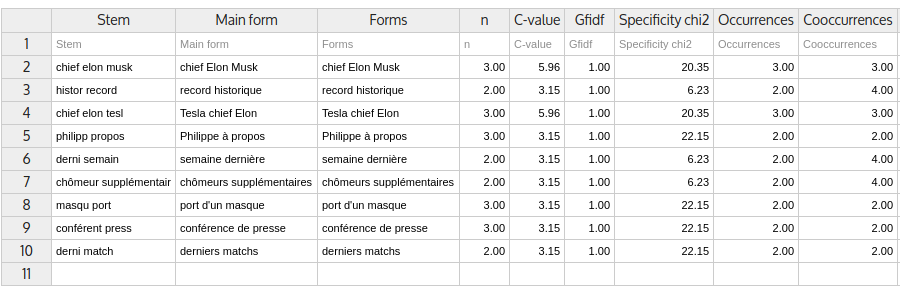 Stem Main form Forms n C-value Gfidf Specificity chi2 Occurrences Cooccurrences
1 Stem Main form Forms n C-value Gfidf Specificity chi2 Occurrences Cooccurrences
2 chief elon musk chief Elon Musk chief Elon Musk 3.00 5.96 1.00 20.35 3.00 3.00
3 histor record record historique record historique 2.00 3.15 1.00 6.23 2.00 4.00
4 chief elon tesl Tesla chief Elon Tesla chief Elon 3.00 5.96 1.00 20.35 3.00 3.00
5 philipp propos Philippe à propos Philippe à propos 3.00 3.15 1.00 22.15 2.00 2.00
6 derni semain semaine dernière semaine dernière 2.00 3.15 1.00 6.23 2.00 4.00
7 chômeur supplémentair chômeurs supplémentaires chômeurs supplémentaires 2.00 3.15 1.00 6.23 2.00 4.00
8 masqu port port d'un masque port d'un masque 3.00 3.15 1.00 22.15 2.00 2.00
9 conférent press conférence de presse conférence de presse 3.00 3.15 1.00 22.15 2.00 2.00
10 derni match derniers matchs derniers matchs 2.00 3.15 1.00 22.15 2.00 2.00
11